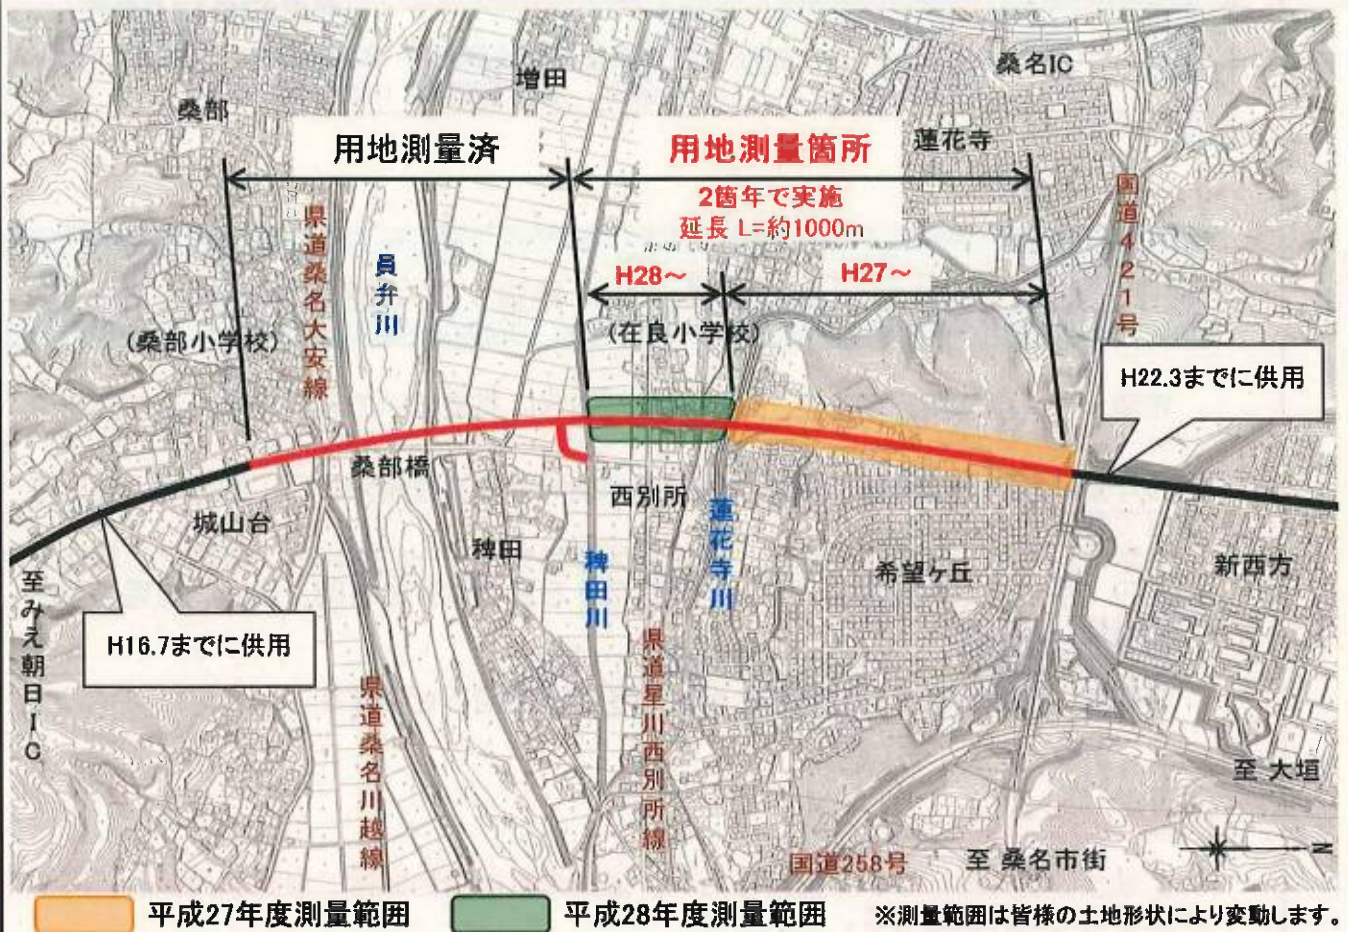 桑名IC
増田
桑部
用地測量済
用地測量箇所
蓮花寺
2箇年で実施
延長 L=約1000m
国道421号
県道桑名大安線
員弁川
H28~
H27~
(桑部小学校)
(在良小学校)
H22.3までに供用
桑部橋
西別所
城山台
稗田
稗田川
蓮花寺川
希望ヶ丘
新西方
至みえ朝日IC
H16.7までに供用
県道星川西別所線
県道桑名川越線
至 大垣
国道258号
至 桑名市街
N
平成27年度測量範囲
平成28年度測量範囲
※測量範囲は皆様の土地形状により変動します。